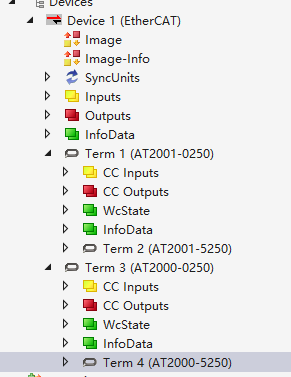 Devices
Device 1 (EtherCAT)
Image
Image-Info
SyncUnits
Inputs
Outputs
InfoData
Term 1 (AT2001-0250)
CC Inputs
CC Outputs
WcState
InfoData
Term 2 (AT2001-5250)
Term 3 (AT2000-0250)
CC Inputs
CC Outputs
WcState
InfoData
Term 4 (AT2000-5250)